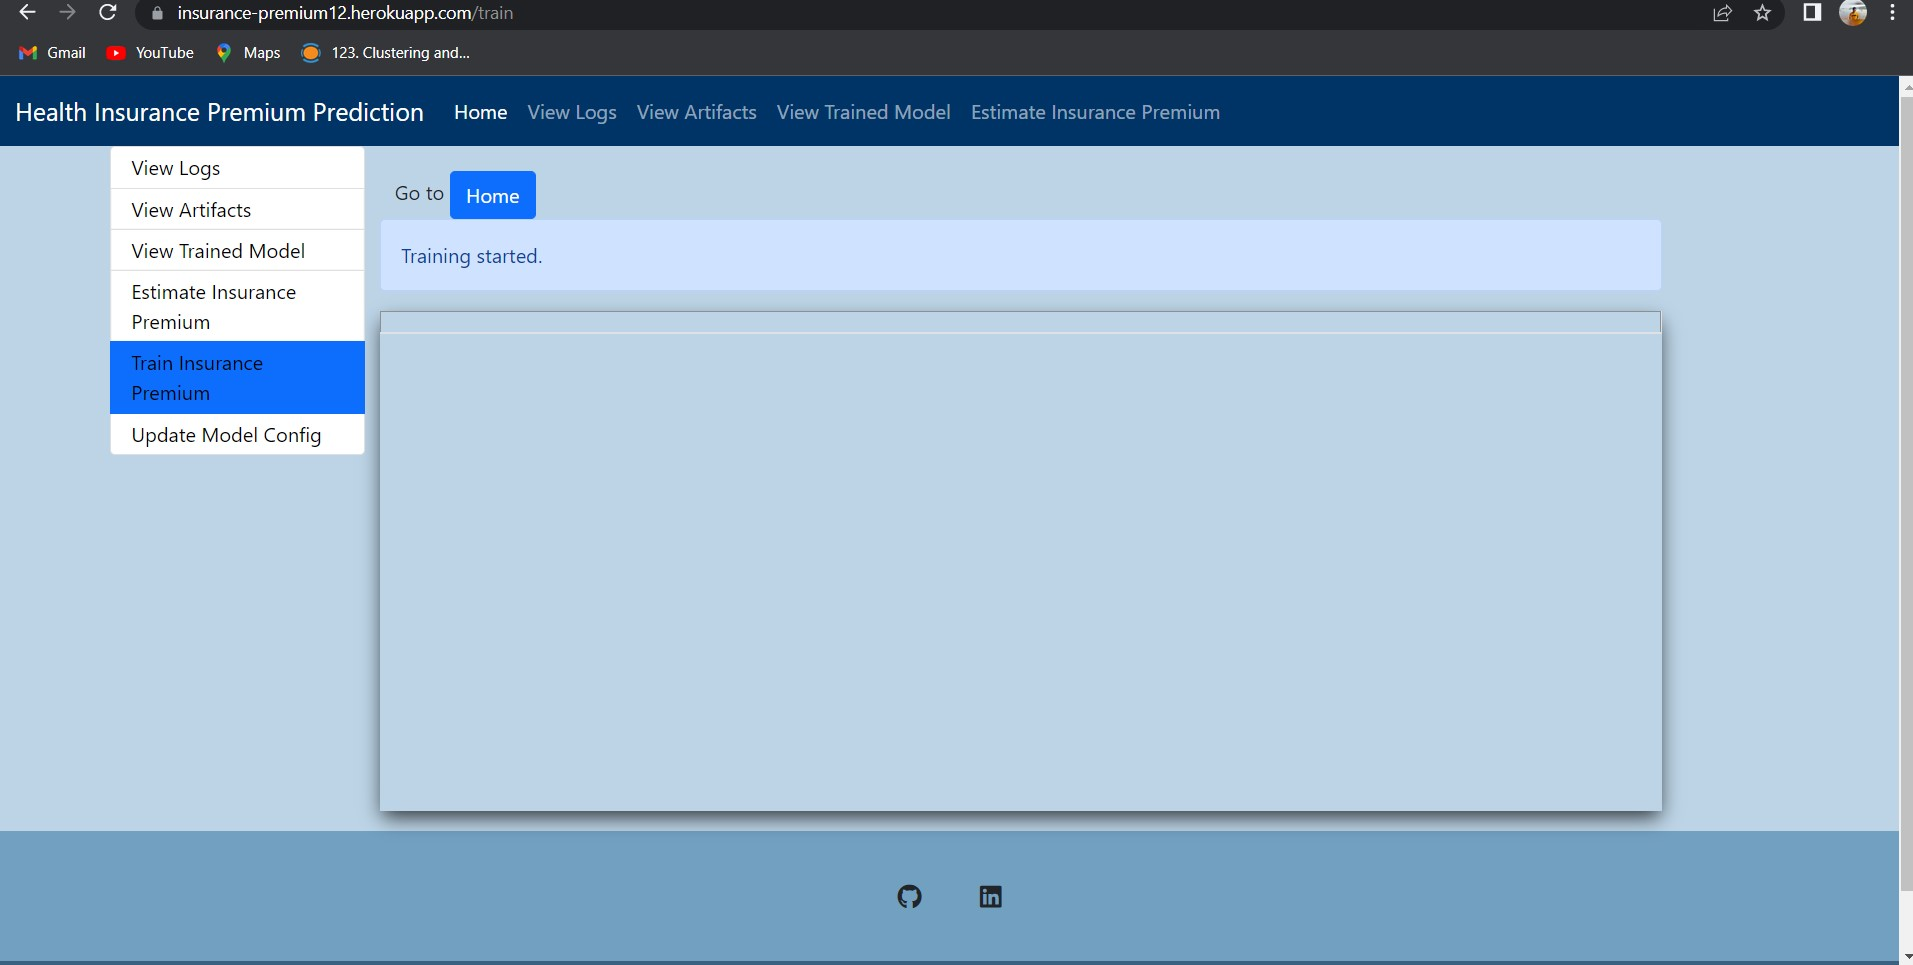 insurance-premium12.herokuapp.com/train
Gmail YouTube Maps 123. Clustering and...
Health Insurance Premium Prediction Home View Logs View Artifacts View Trained Model Estimate Insurance Premium
View Logs
View Artifacts
View Trained Model
Estimate Insurance
Premium
Train Insurance
Premium
Update Model Config
Go to Home
Training started.